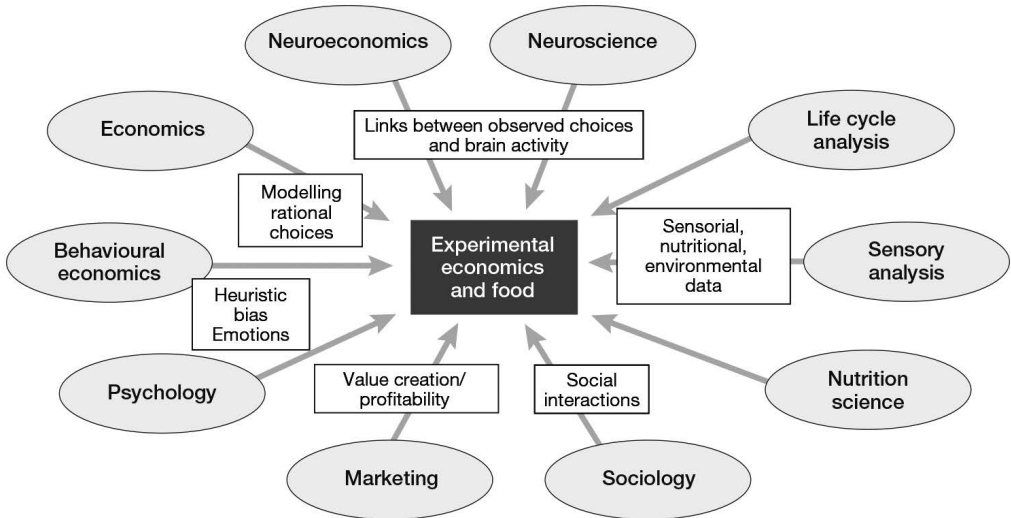 Neuroeconomics
Neuroscience
Economics
Links between observed choices
and brain activity
Life cycle
analysis
Modelling
rational
choices
Behavioural
economics
Experimental
economics
and food
Sensorial,
nutritional,
environmental
data
Sensory
analysis
Heuristic
bias
Emotions
Psychology
Value creation/
profitability
Social
interactions
Nutrition
science
Marketing
Sociology